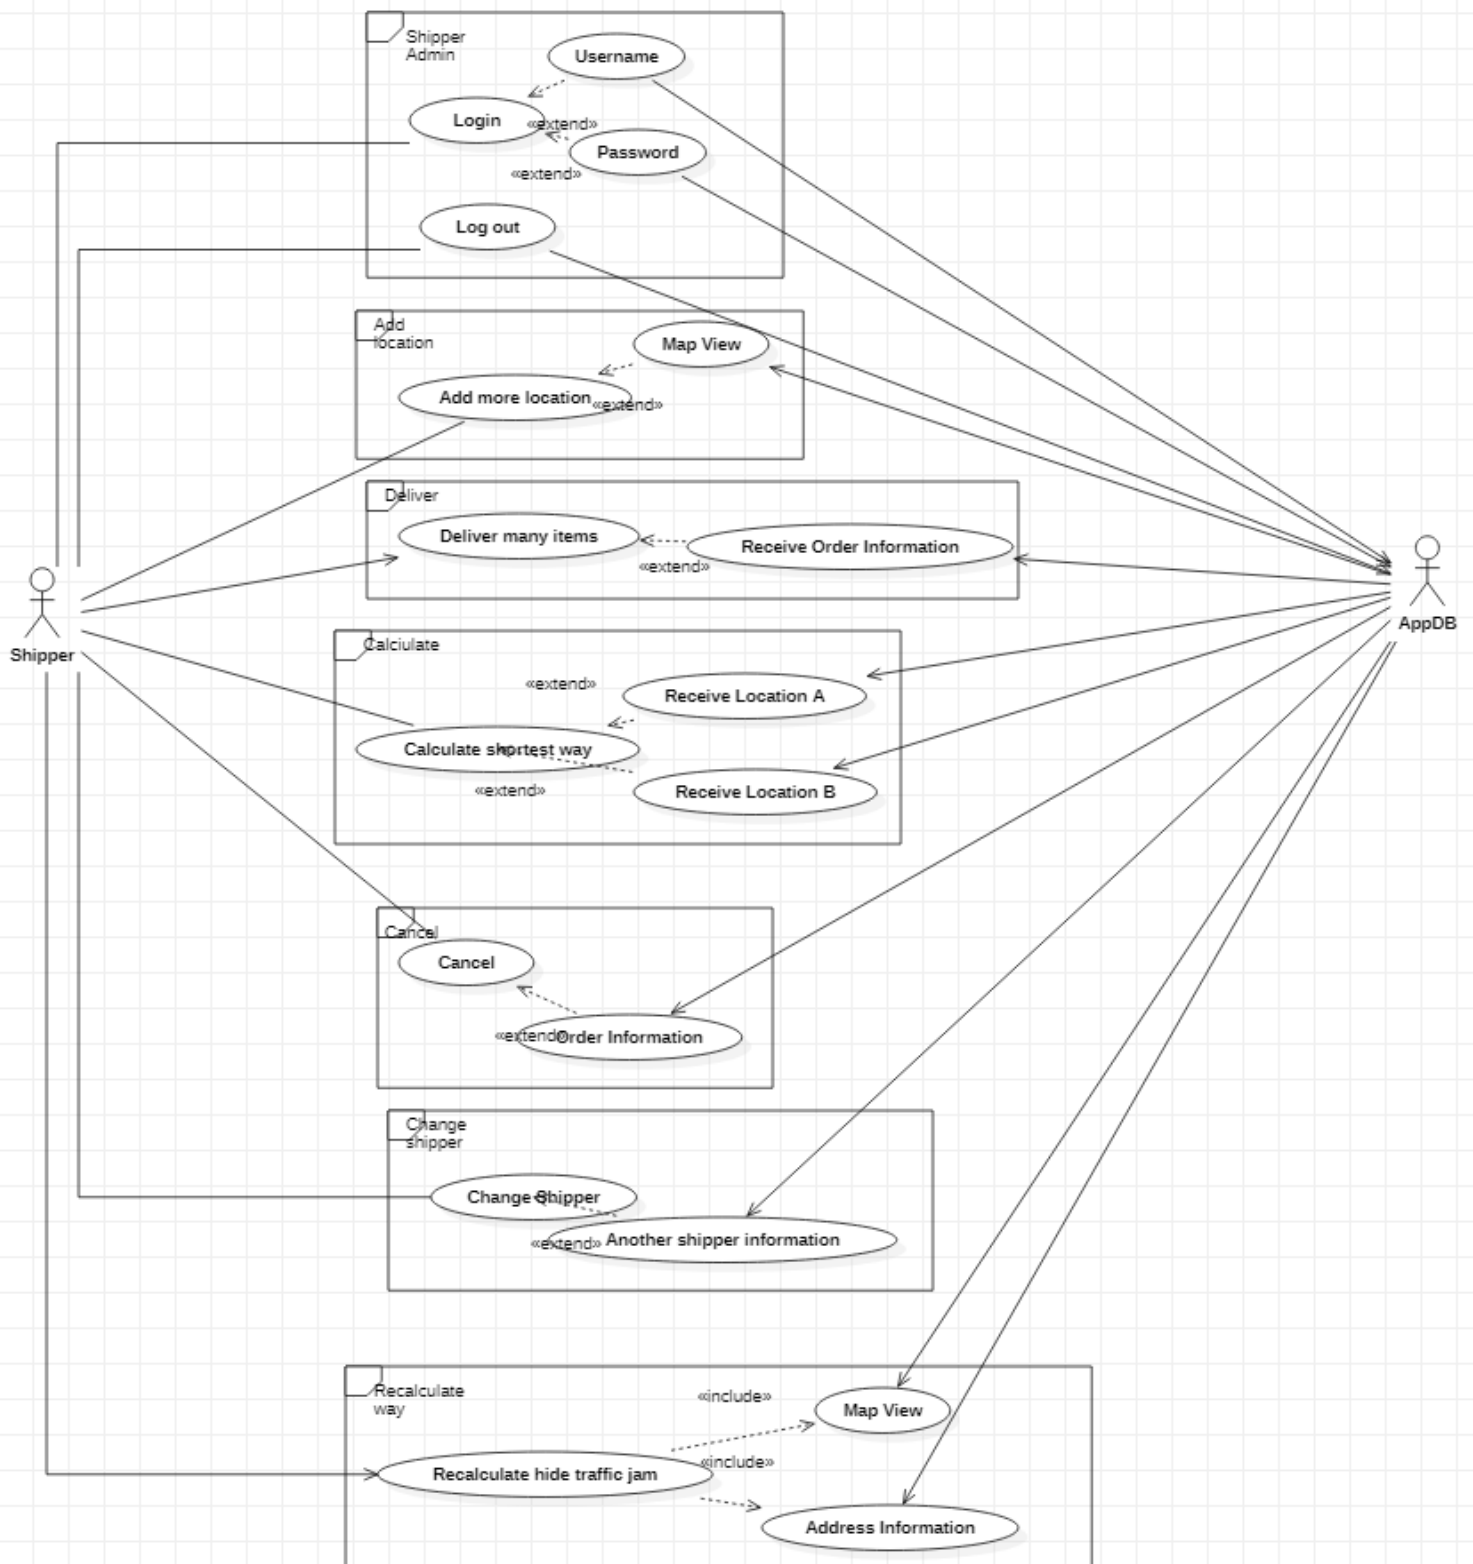 Shipper
Admin
Username
Login
«extend»
Password
«extend»
Log out
Add
location
Map View
Add more location
«extend»
Deliver
Deliver many items
Receive Order Information
«extend»
AppDB
Shipper
Calciulate
«extend»
Receive Location A
Calculate shortest way
«extend»
Receive Location B
Cancel
Cancel
«extend»
Order Information
Change
shipper
Change Shipper
«extend»
Another shipper information
Recalculate
way
«include»
Map View
«include»
Recalculate hide traffic jam
Address Information